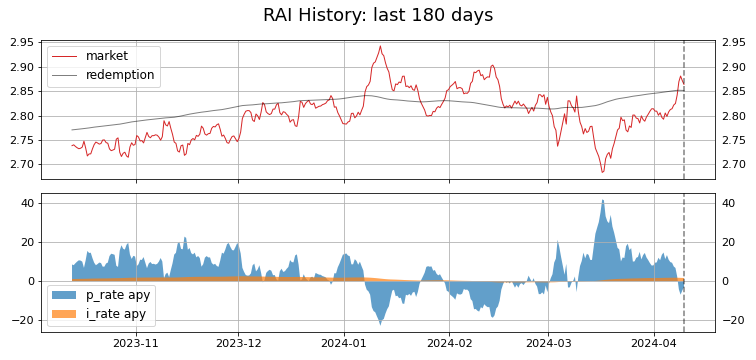 RAI History: last 180 days
2.95 2.95
2.90 2.90
2.85 2.85
2.80 2.80
2.75 2.75
2.70 2.70
market
redemption
40 40
20 20
0 0
−20 −20
p_rate apy
i_rate apy
2023-11 2023-12 2024-01 2024-02 2024-03 2024-04